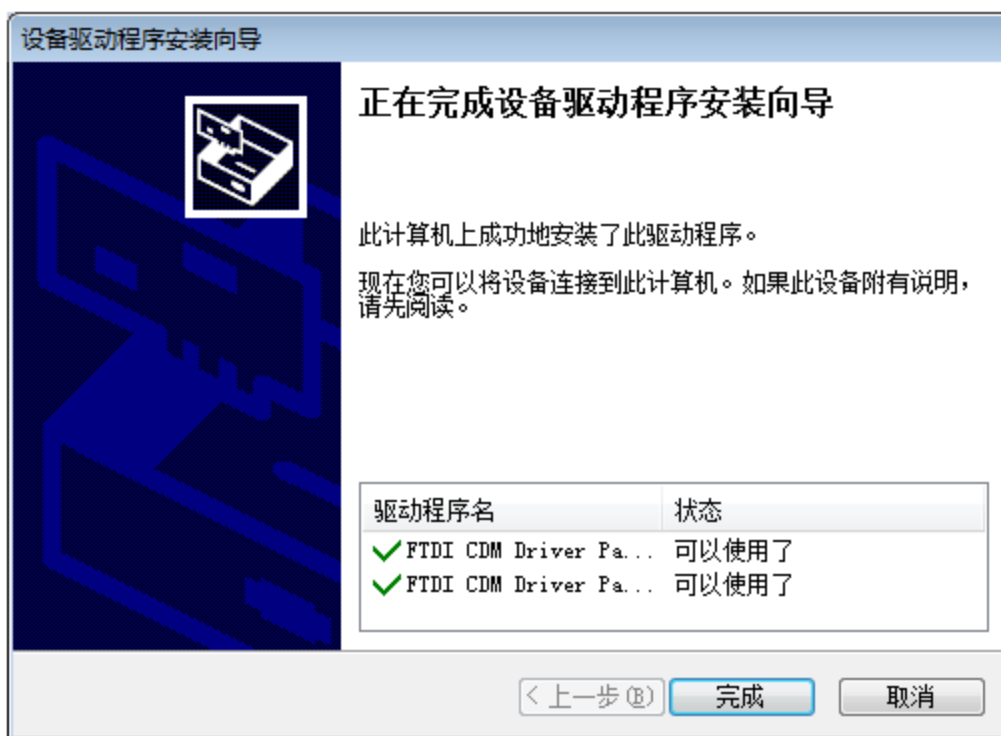 设备驱动程序安装向导
正在完成设备驱动程序安装向导
此计算机上成功地安装了此驱动程序。
现在您可以将设备连接到此计算机。如果此设备附有说明，
请先阅读。
驱动程序名 状态
FTDI CDM Driver Pa... 可以使用了
FTDI CDM Driver Pa... 可以使用了
< 上一步(B) 完成 取消